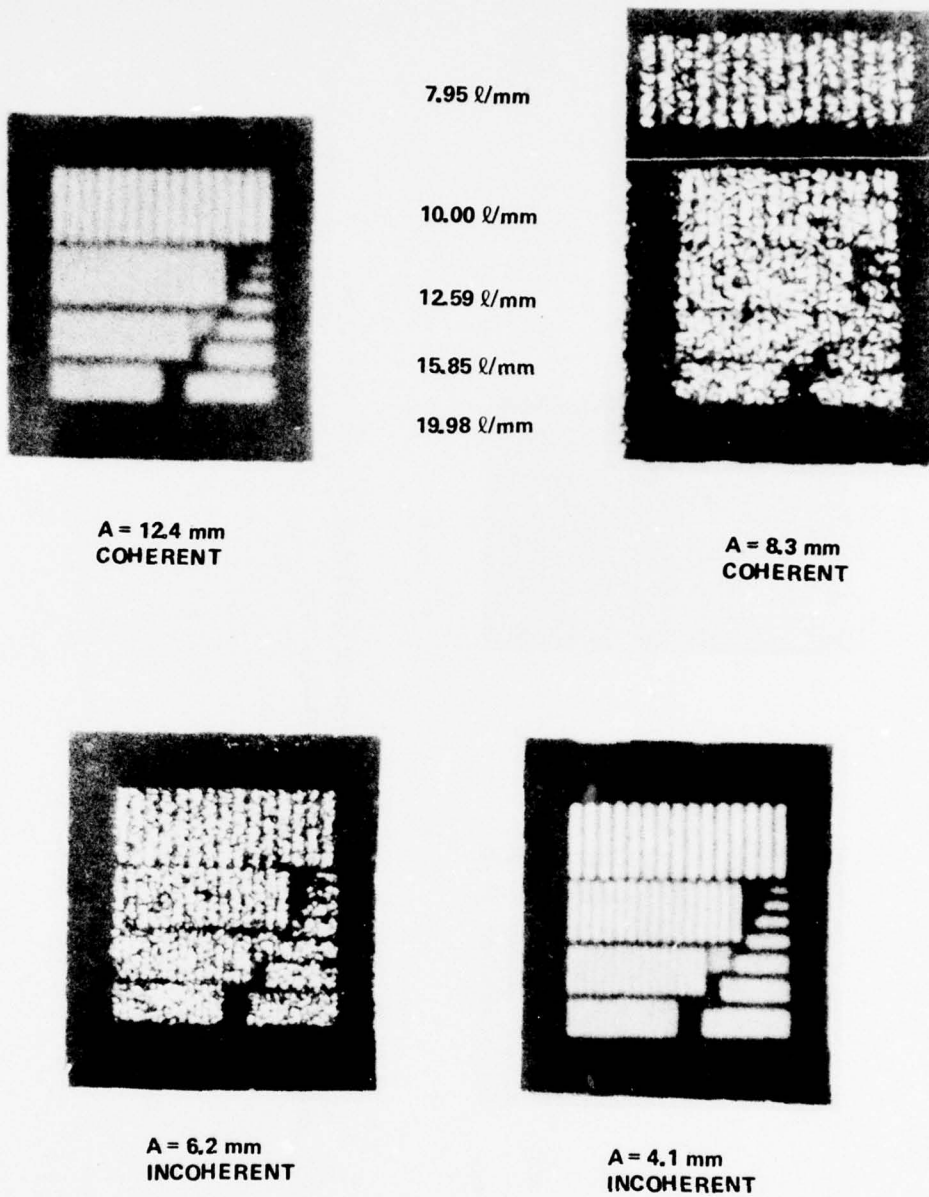 7.95 ℓ/mm
10.00 ℓ/mm
12.59 ℓ/mm
15.85 ℓ/mm
19.98 ℓ/mm
A = 12.4 mm
COHERENT
A = 8.3 mm
COHERENT
A = 6.2 mm
INCOHERENT
A = 4.1 mm
INCOHERENT